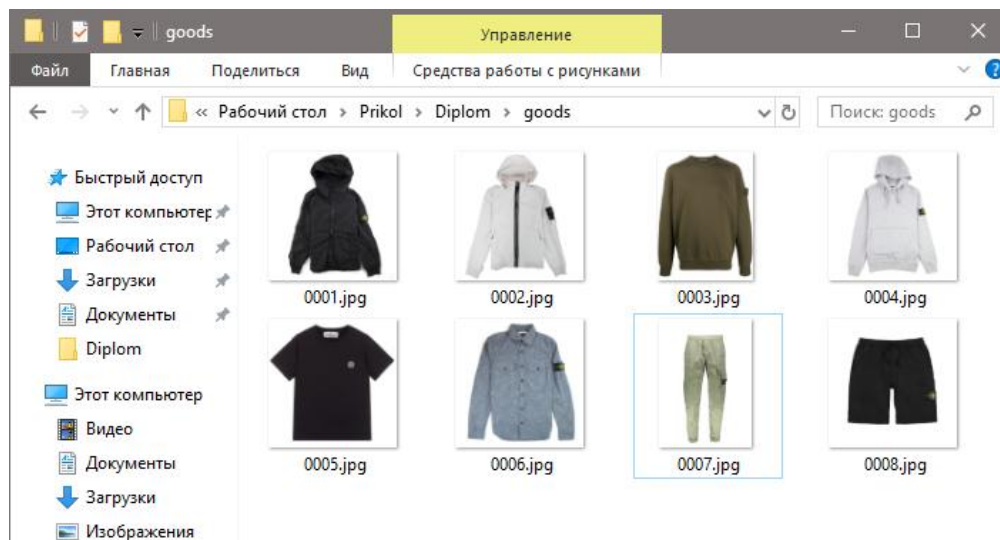 goods
Управление
Файл
Главная
Поделиться
Вид
Средства работы с рисунками
?
« Рабочий стол > Prikol > Diplom > goods
Поиск: goods
Быстрый доступ
Этот компьютер
Рабочий стол
Загрузки
Документы
Diplom
Этот компьютер
Видео
Документы
Загрузки
Изображения
0001.jpg
0002.jpg
0003.jpg
0004.jpg
0005.jpg
0006.jpg
0007.jpg
0008.jpg